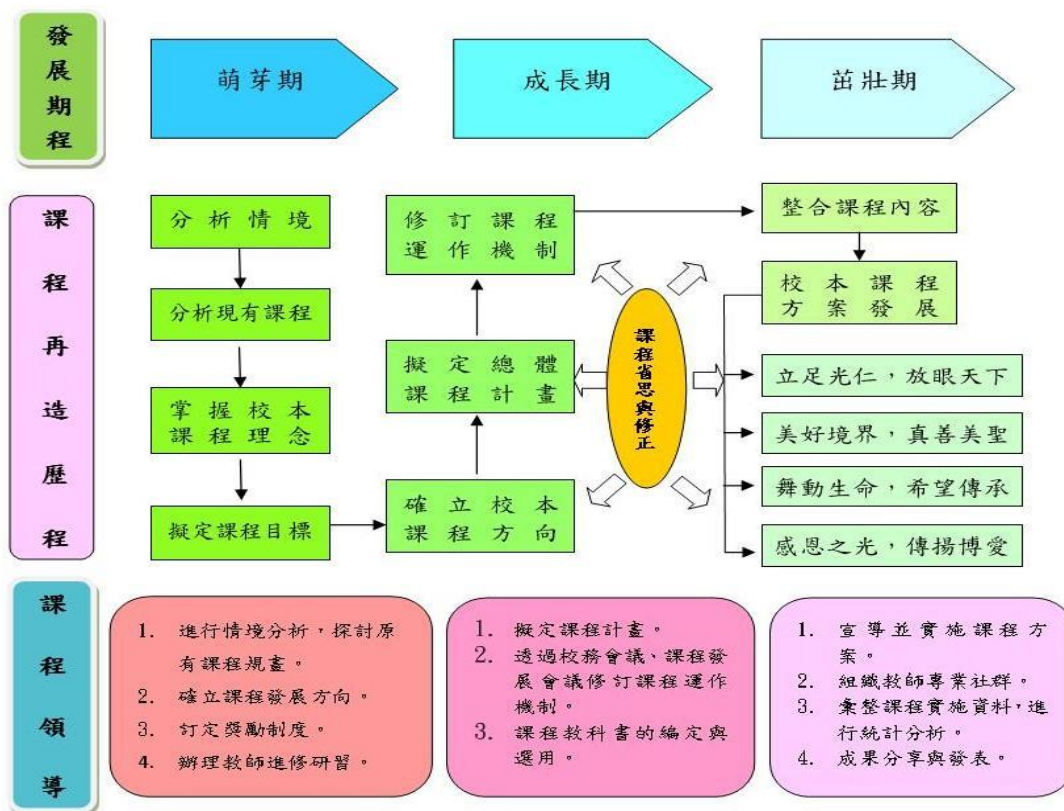 發展期程
萌芽期
成長期
茁壯期
課程再造歷程
分析情境
分析現有課程
掌握校本
課程理念
擬定課程目標
修訂課程
運作機制
擬定總體
課程計畫
確立校本
課程方向
課程省思與修正
整合課程內容
校本課程
方案發展
立足光仁，放眼天下
美好境界，真善美聖
舞動生命，希望傳承
感恩之光，傳揚博愛
課程領導
1. 進行情境分析，探討原
有課程規畫。
2. 確立課程發展方向。
3. 訂定獎勵制度。
4. 辦理教師進修研習。
1. 擬定課程計畫。
2. 透過校務會議、課程發
展會議修訂課程運作
機制。
3. 課程教科書的編定與
選用。
1. 宣導並實施課程方
案。
2. 組織教師專業社群。
3. 彙整課程實施資料，進
行統計分析。
4. 成果分享與發表。